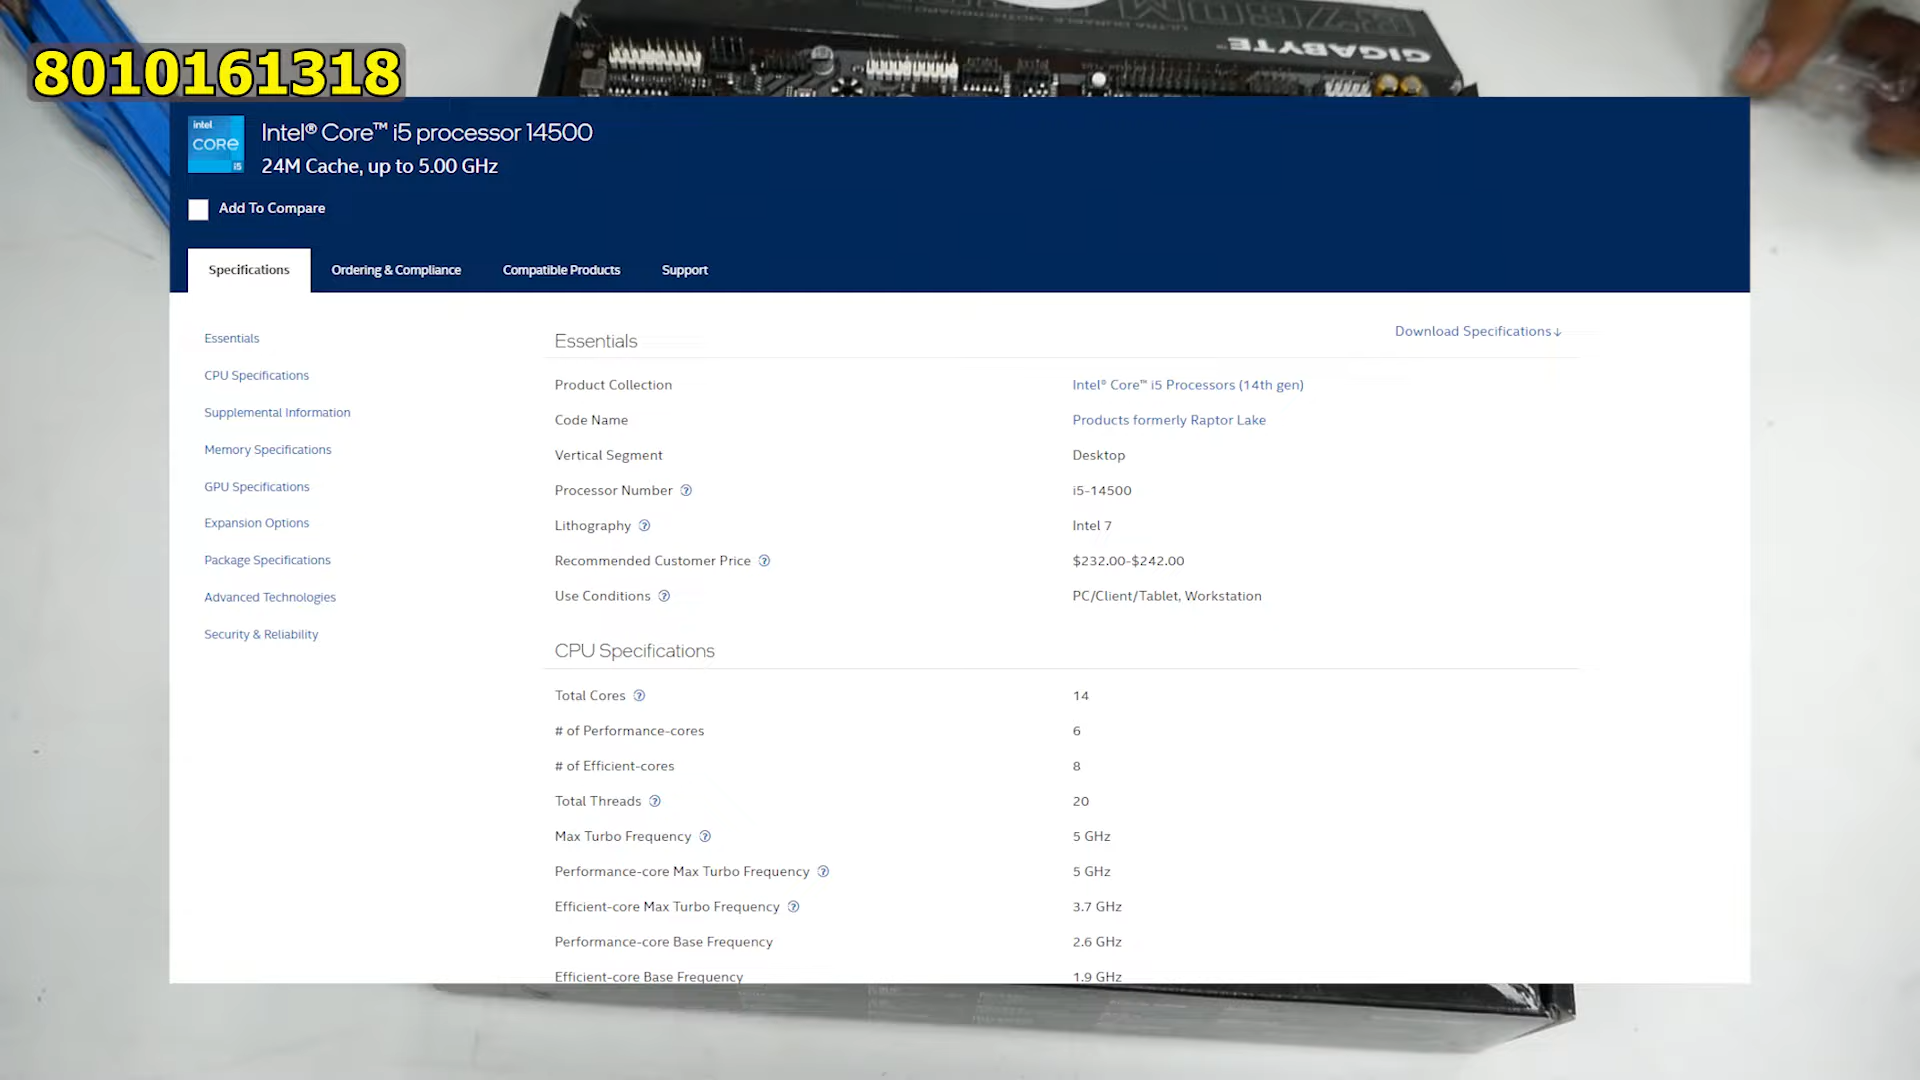 8010161318
GIGABYTE
intel
CORE
i5
Intel® Core™ i5 processor 14500
24M Cache, up to 5.00 GHz
Add To Compare
Specifications
Ordering & Compliance
Compatible Products
Support
Essentials
CPU Specifications
Supplemental Information
Memory Specifications
GPU Specifications
Expansion Options
Package Specifications
Advanced Technologies
Security & Reliability
Download Specifications↓
Essentials
Product Collection Intel® Core™ i5 Processors (14th gen)
Code Name Products formerly Raptor Lake
Vertical Segment Desktop
Processor Number ? i5-14500
Lithography ? Intel 7
Recommended Customer Price ? $232.00-$242.00
Use Conditions ? PC/Client/Tablet, Workstation
CPU Specifications
Total Cores ? 14
# of Performance-cores 6
# of Efficient-cores 8
Total Threads ? 20
Max Turbo Frequency ? 5 GHz
Performance-core Max Turbo Frequency ? 5 GHz
Efficient-core Max Turbo Frequency ? 3.7 GHz
Performance-core Base Frequency 2.6 GHz
Efficient-core Base Frequency 1.9 GHz